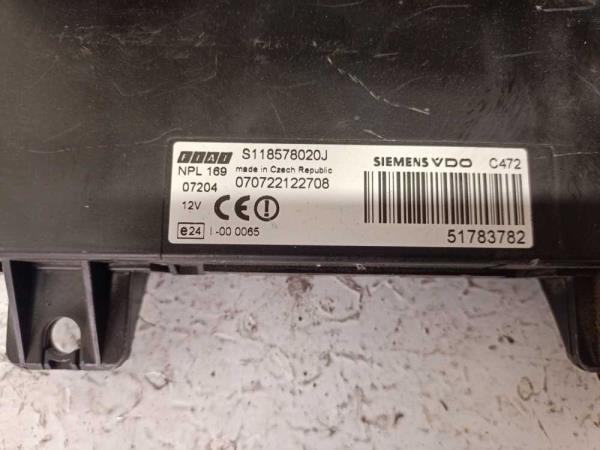 FIAT S118578020J SIEMENS VDO C472
NPL 169 made in Czech Republic
07204 070722122708
12V CE
e24 I -00 0065 51783782